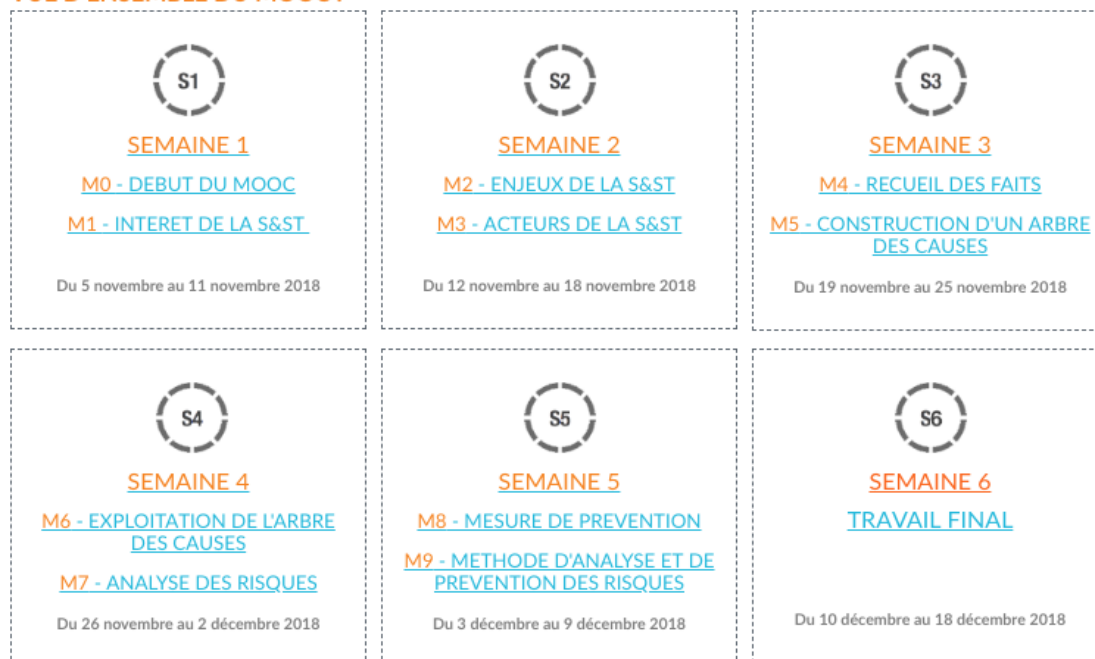 S1
SEMAINE 1
M0 - DEBUT DU MOOC
M1 - INTERET DE LA S&ST
Du 5 novembre au 11 novembre 2018
S2
SEMAINE 2
M2 - ENJEUX DE LA S&ST
M3 - ACTEURS DE LA S&ST
Du 12 novembre au 18 novembre 2018
S3
SEMAINE 3
M4 - RECUEIL DES FAITS
M5 - CONSTRUCTION D'UN ARBRE
DES CAUSES
Du 19 novembre au 25 novembre 2018
S4
SEMAINE 4
M6 - EXPLOITATION DE L'ARBRE
DES CAUSES
M7 - ANALYSE DES RISQUES
Du 26 novembre au 2 décembre 2018
S5
SEMAINE 5
M8 - MESURE DE PREVENTION
M9 - METHODE D'ANALYSE ET DE
PREVENTION DES RISQUES
Du 3 décembre au 9 décembre 2018
S6
SEMAINE 6
TRAVAIL FINAL
Du 10 décembre au 18 décembre 2018